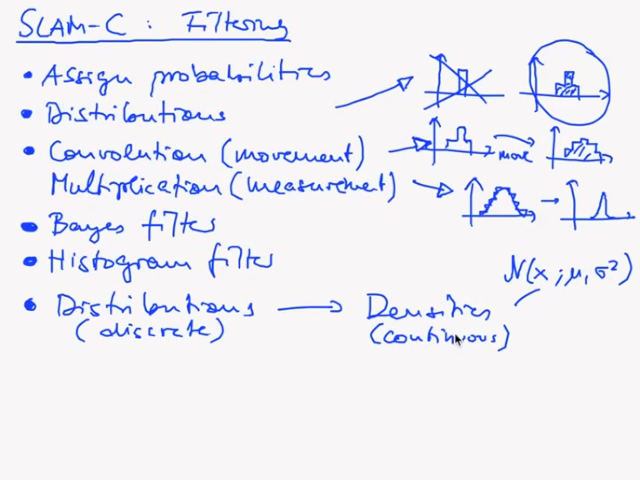 SLAM-C : Filtering
• Assign probabilities
• Distributions
• Convolution (movement)
move
Multiplication (measurement)
• Bayes filter
• Histogram filter
N(x ; μ, σ²)
• Distributions → Densities
(discrete) (continuous)